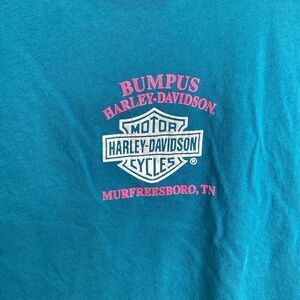 BUMPUS
HARLEY-DAVIDSON.
MOTOR
HARLEY-DAVIDSON
CYCLES
®
MURFREESBORO, TN